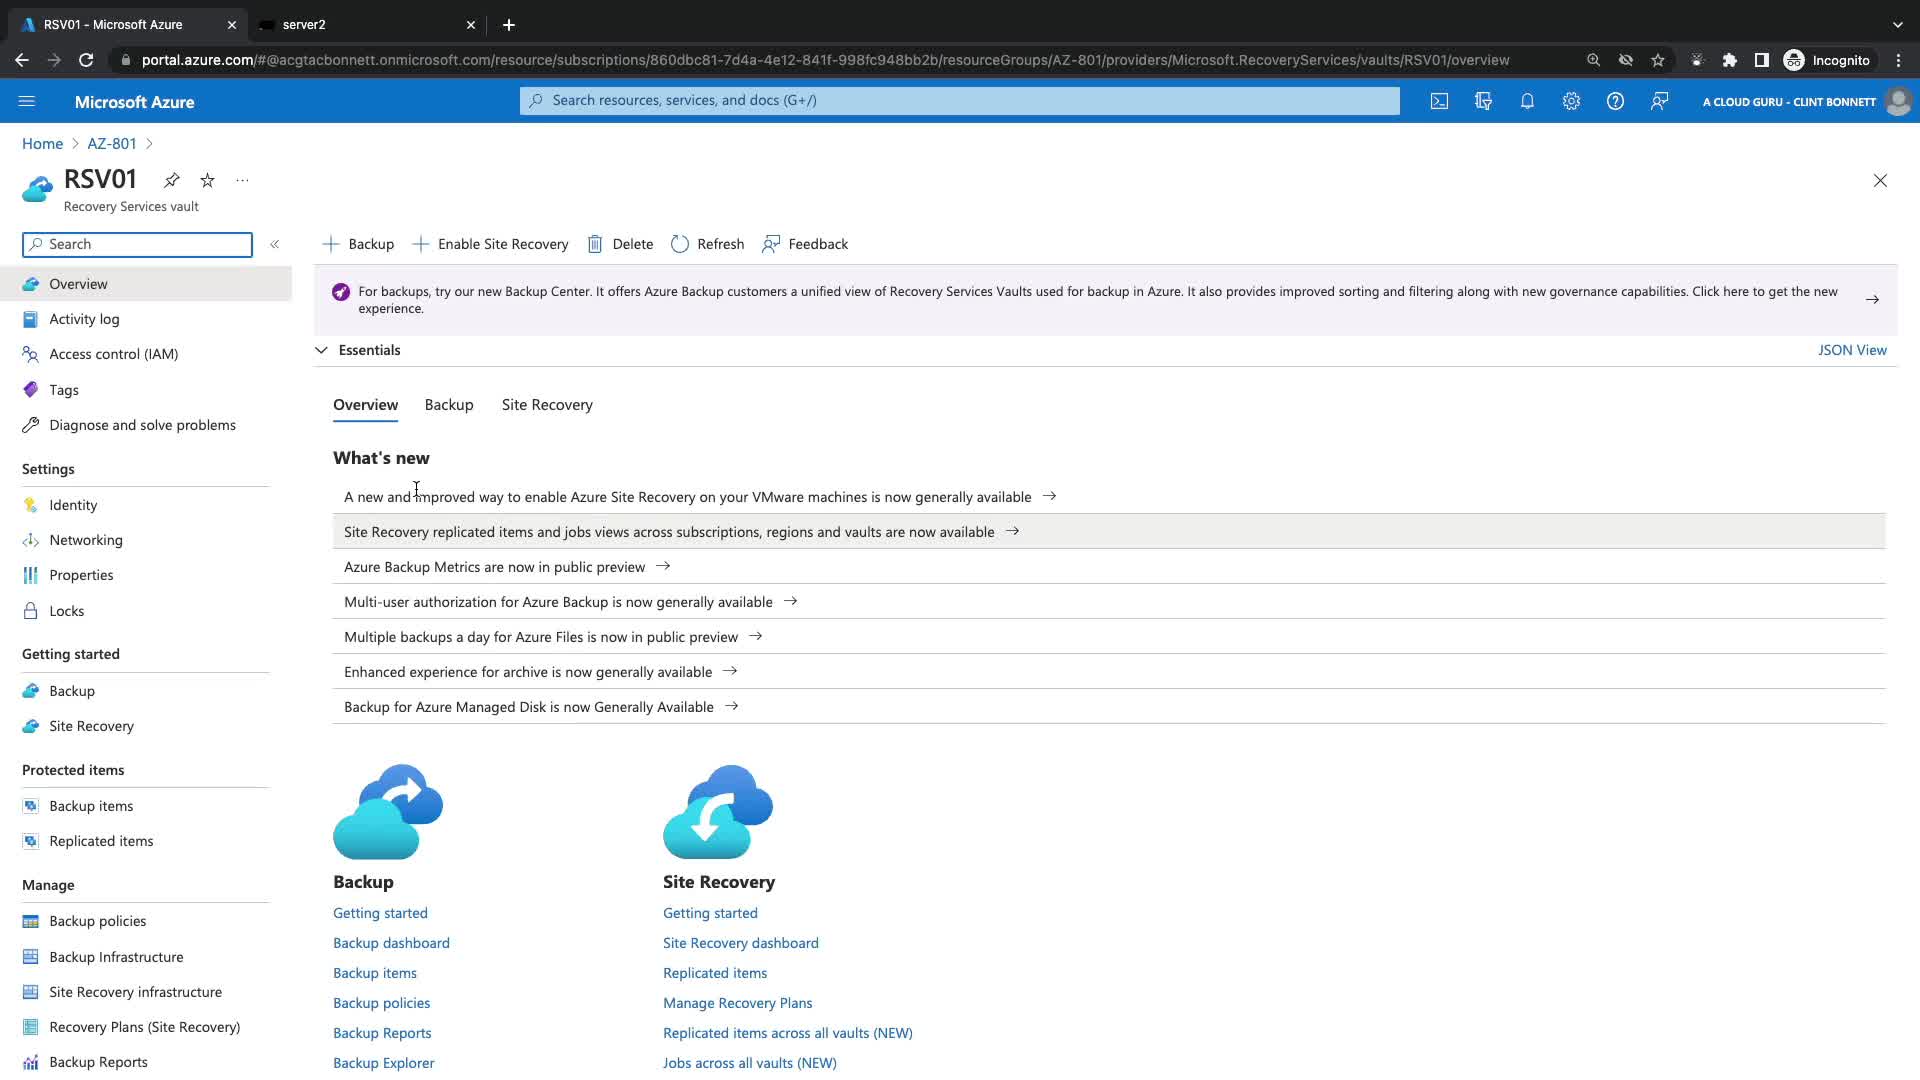 RSV01 - Microsoft Azure
server2
portal.azure.com/#@acgtacbonnett.onmicrosoft.com/resource/subscriptions/860dbc81-7d4a-4e12-841f-998fc948bb2b/resourceGroups/AZ-801/providers/Microsoft.RecoveryServices/vaults/RSV01/overview
Incognito
Microsoft Azure
Search resources, services, and docs (G+/)
A CLOUD GURU - CLINT BONNETT
Home > AZ-801 >
RSV01
Recovery Services vault
Search
Backup
Enable Site Recovery
Delete
Refresh
Feedback
For backups, try our new Backup Center. It offers Azure Backup customers a unified view of Recovery Services Vaults used for backup in Azure. It also provides improved sorting and filtering along with new governance capabilities. Click here to get the new
experience.
Essentials
JSON View
Overview
Activity log
Access control (IAM)
Tags
Diagnose and solve problems
Settings
Identity
Networking
Properties
Locks
Getting started
Backup
Site Recovery
Protected items
Backup items
Replicated items
Manage
Backup policies
Backup Infrastructure
Site Recovery infrastructure
Recovery Plans (Site Recovery)
Backup Reports
Overview
Backup
Site Recovery
What's new
A new and improved way to enable Azure Site Recovery on your VMware machines is now generally available
Site Recovery replicated items and jobs views across subscriptions, regions and vaults are now available
Azure Backup Metrics are now in public preview
Multi-user authorization for Azure Backup is now generally available
Multiple backups a day for Azure Files is now in public preview
Enhanced experience for archive is now generally available
Backup for Azure Managed Disk is now Generally Available
Backup
Getting started
Backup dashboard
Backup items
Backup policies
Backup Reports
Backup Explorer
Site Recovery
Getting started
Site Recovery dashboard
Replicated items
Manage Recovery Plans
Replicated items across all vaults (NEW)
Jobs across all vaults (NEW)